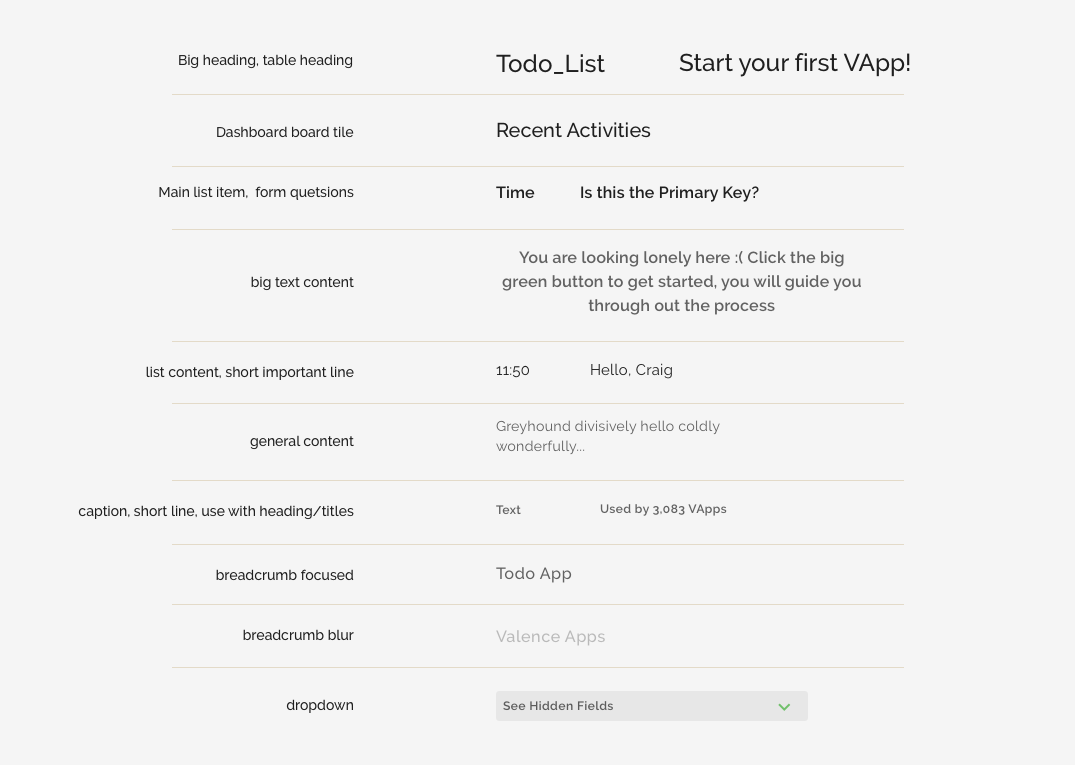 Big heading, table heading Todo_List Start your first VApp!
Dashboard board tile Recent Activities
Main list item,  form quetsions Time Is this the Primary Key?
You are looking lonely here :( Click the big
big text content green button to get started, you will guide you
through out the process
list content, short important line 11:50 Hello, Craig
general content Greyhound divisively hello coldly
wonderfully...
caption, short line, use with heading/titles Text Used by 3,083 VApps
breadcrumb focused Todo App
breadcrumb blur Valence Apps
dropdown See Hidden Fields